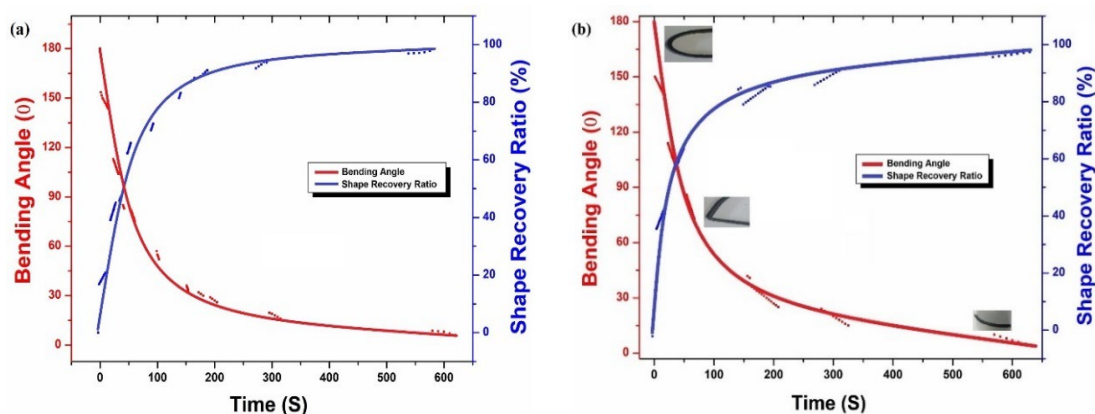 (a)
180
150
120
90
60
30
0
Bending Angle (0)
100
80
60
40
20
0
Shape Recovery Ratio (%)
Bending Angle
Shape Recovery Ratio
0 100 200 300 400 500 600
Time (S)
(b)
180
150
120
90
60
30
0
Bending Angle (0)
100
80
60
40
20
0
Shape Recovery Ratio (%)
Bending Angle
Shape Recovery Ratio
0 100 200 300 400 500 600
Time (S)